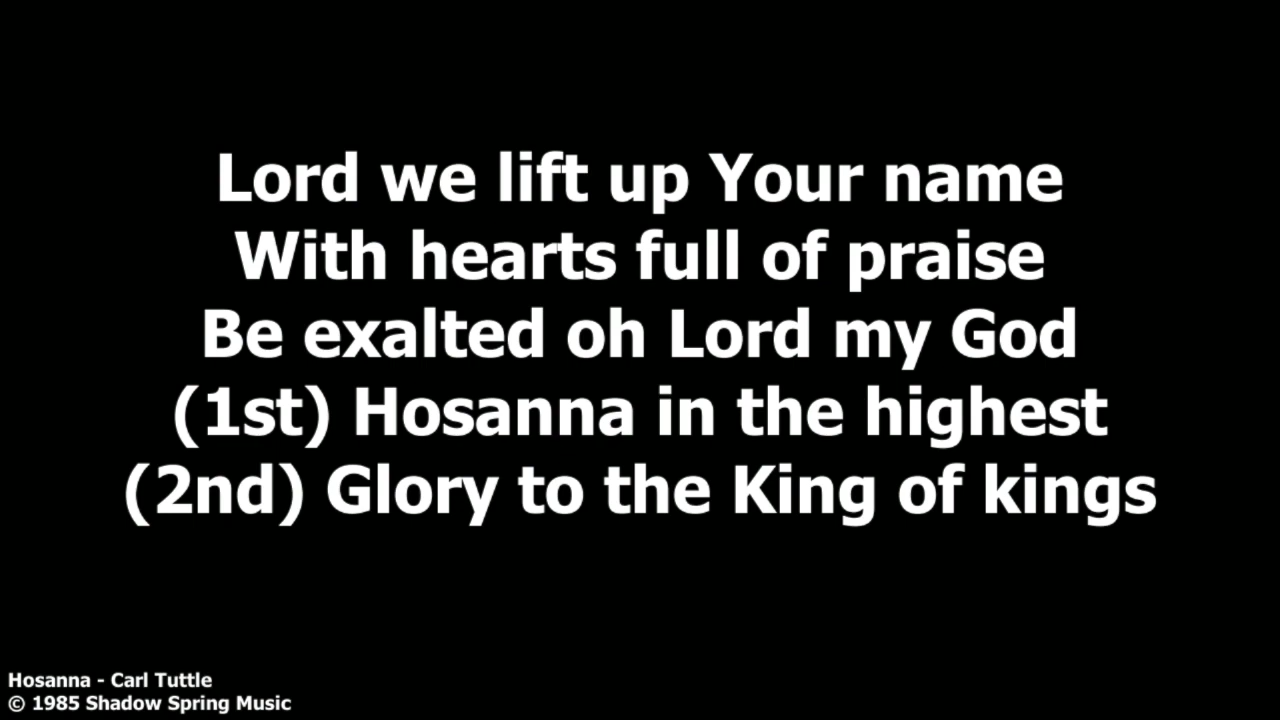 Lord we lift up Your name
With hearts full of praise
Be exalted oh Lord my God
(1st) Hosanna in the highest
(2nd) Glory to the King of kings
Hosanna - Carl Tuttle
© 1985 Shadow Spring Music